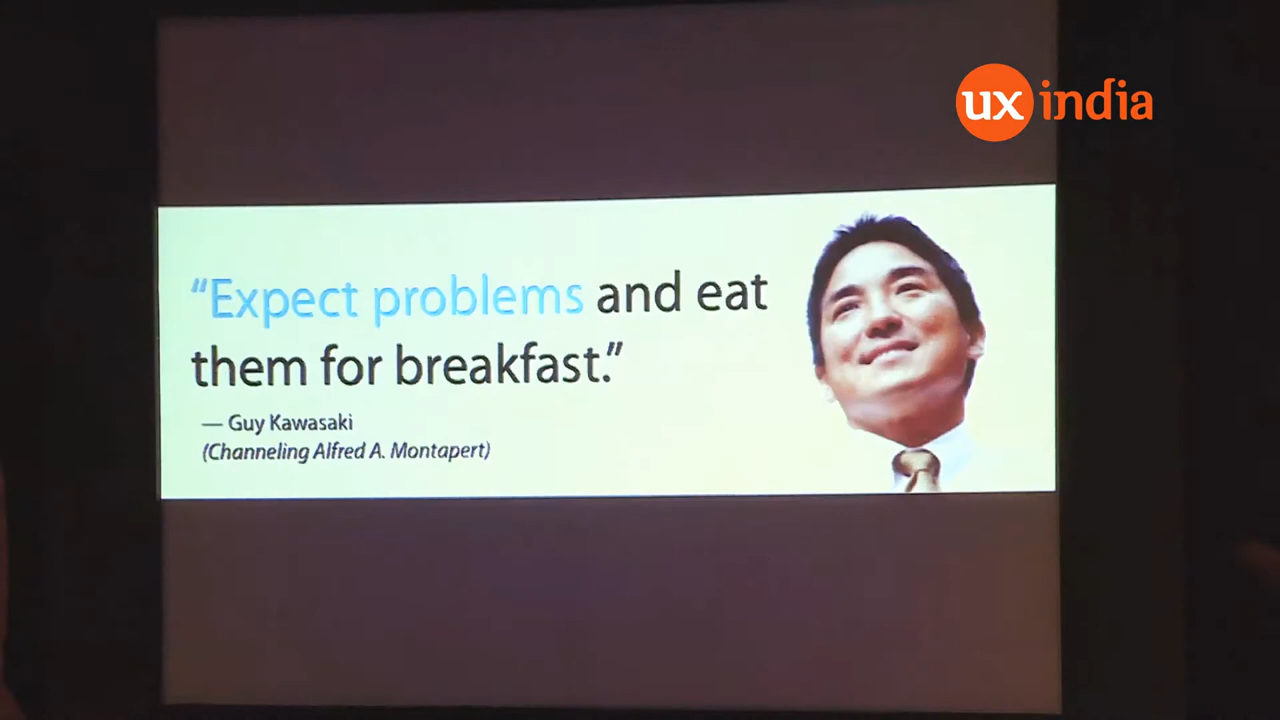 ux india
“Expect problems and eat
them for breakfast.”
— Guy Kawasaki
(Channeling Alfred A. Montapert)